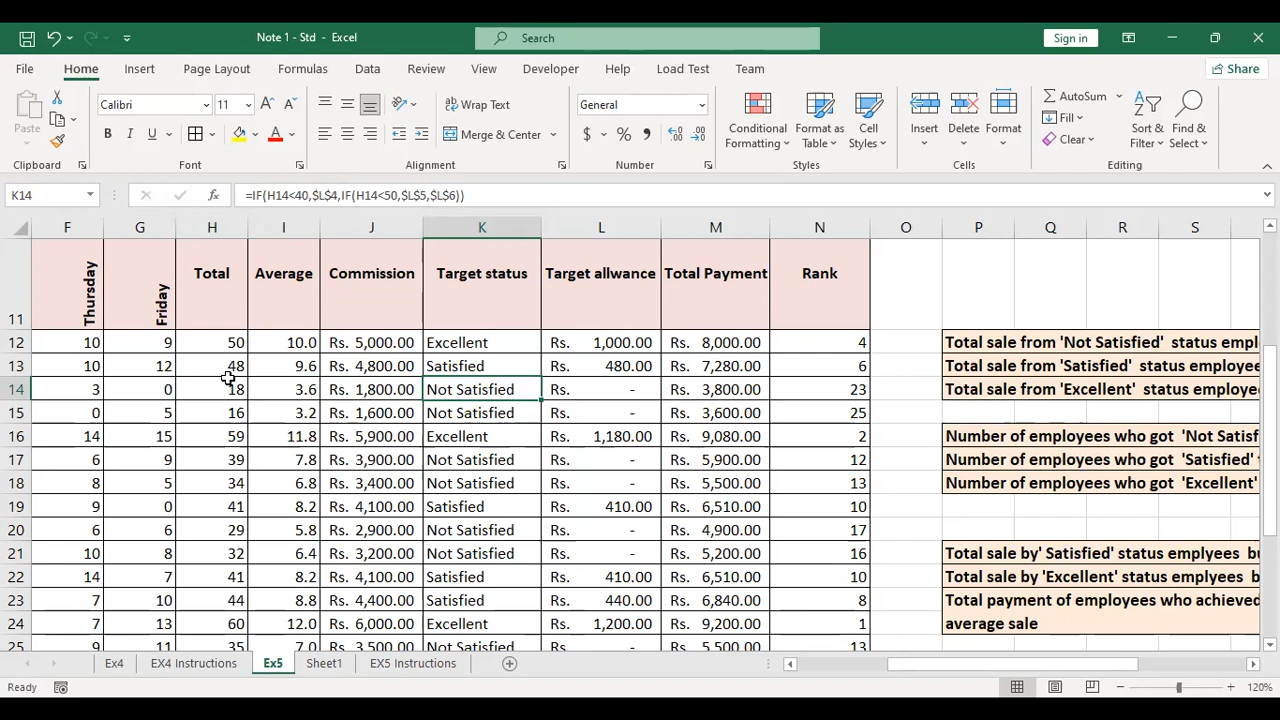 Note 1 - Std - Excel
Search
Sign in
File Home Insert Page Layout Formulas Data Review View Developer Help Load Test Team
Share
Paste
Calibri 11
Wrap Text
Merge & Center
General
Conditional Formatting
Format as Table
Cell Styles
Insert
Delete
Format
AutoSum
Fill
Clear
Sort & Filter
Find & Select
Clipboard Font Alignment Number Styles Cells Editing
K14 =IF(H14<40,$L$4,IF(H14<50,$L$5,$L$6))
F G H I J K L M N O P Q R S
11 Thursday Friday Total Average Commission Target status Target allwance Total Payment Rank
12 10 9 50 10.0 Rs. 5,000.00 Excellent Rs. 1,000.00 Rs. 8,000.00 4 Total sale from 'Not Satisfied' status empl
13 10 12 48 9.6 Rs. 4,800.00 Satisfied Rs. 480.00 Rs. 7,280.00 6 Total sale from 'Satisfied' status employee
14 3 0 18 3.6 Rs. 1,800.00 Not Satisfied Rs. - Rs. 3,800.00 23 Total sale from 'Excellent' status employee
15 0 5 16 3.2 Rs. 1,600.00 Not Satisfied Rs. - Rs. 3,600.00 25
16 14 15 59 11.8 Rs. 5,900.00 Excellent Rs. 1,180.00 Rs. 9,080.00 2 Number of employees who got 'Not Satisf
17 6 9 39 7.8 Rs. 3,900.00 Not Satisfied Rs. - Rs. 5,900.00 12 Number of employees who got 'Satisfied'
18 8 5 34 6.8 Rs. 3,400.00 Not Satisfied Rs. - Rs. 5,500.00 13 Number of employees who got 'Excellent'
19 9 0 41 8.2 Rs. 4,100.00 Satisfied Rs. 410.00 Rs. 6,510.00 10
20 6 6 29 5.8 Rs. 2,900.00 Not Satisfied Rs. - Rs. 4,900.00 17
21 10 8 32 6.4 Rs. 3,200.00 Not Satisfied Rs. - Rs. 5,200.00 16 Total sale by' Satisfied' status emplyees bu
22 14 7 41 8.2 Rs. 4,100.00 Satisfied Rs. 410.00 Rs. 6,510.00 10 Total sale by 'Excellent' status emplyees b
23 7 10 44 8.8 Rs. 4,400.00 Satisfied Rs. 440.00 Rs. 6,840.00 8 Total payment of employees who achieved
24 7 13 60 12.0 Rs. 6,000.00 Excellent Rs. 1,200.00 Rs. 9,200.00 1 average sale
25 9 11 35 7.0 Rs. 3,500.00 Not Satisfied Rs. - Rs. 5,500.00 13
Ex4 EX4 Instructions Ex5 Sheet1 EX5 Instructions
Ready 120%